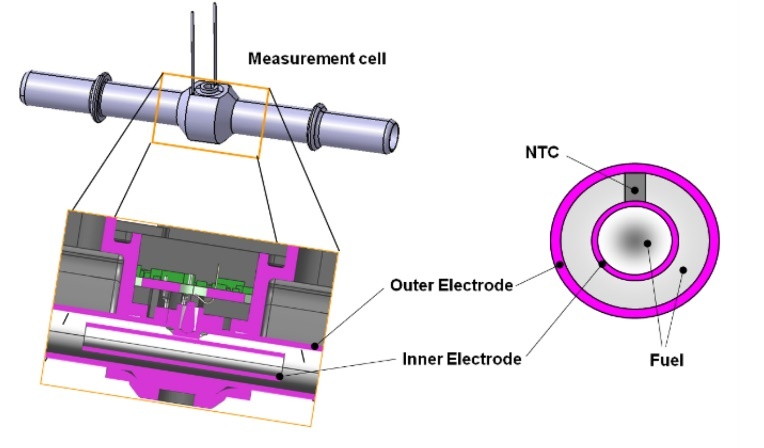 Measurement cell
NTC
Outer Electrode
Inner Electrode
Fuel